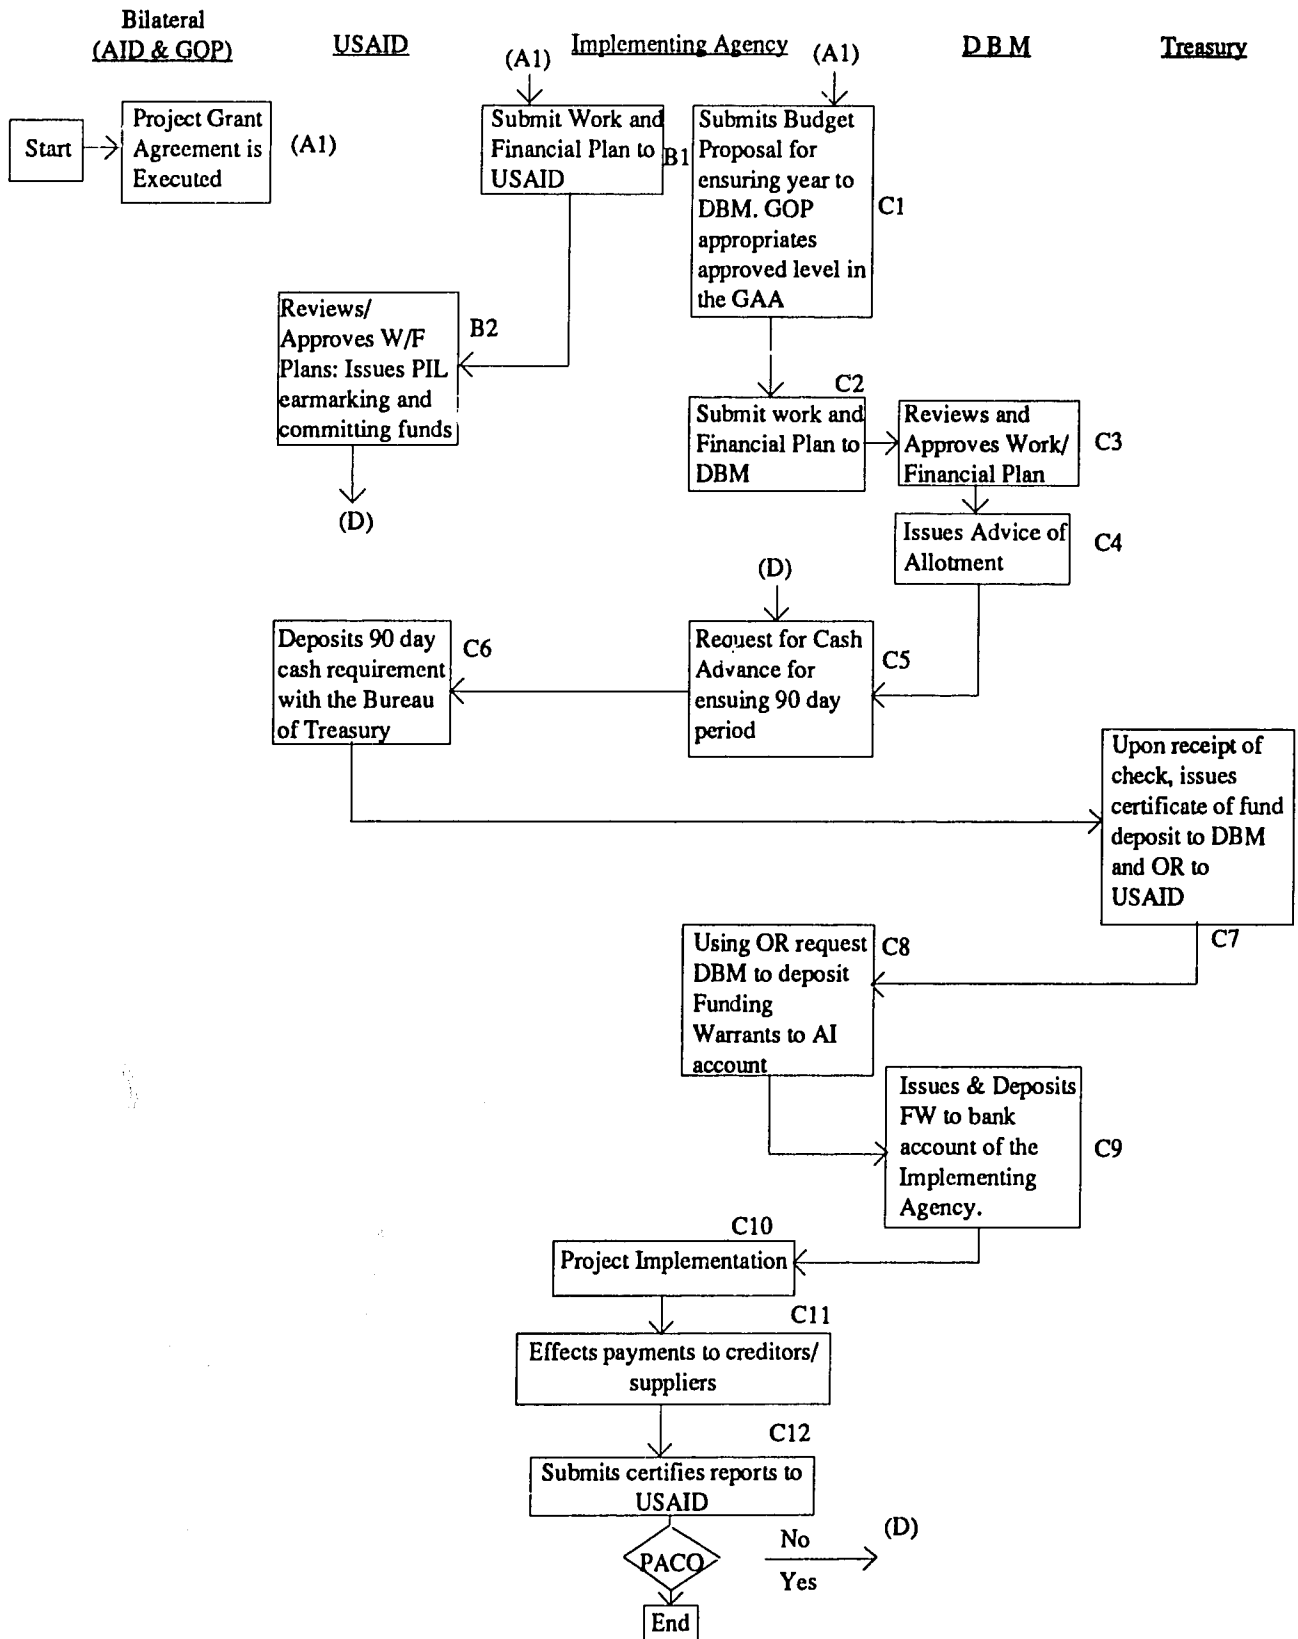 Bilateral
(AID & GOP)
USAID
Implementing Agency
D B M
Treasury
(A1)
(A1)
Start
Project Grant
Agreement is
Executed
(A1)
Submit Work and
Financial Plan to
USAID
B1
Submits Budget
Proposal for
ensuring year to
DBM. GOP
appropriates
approved level in
the GAA
C1
Reviews/
Approves W/F
Plans: Issues PIL
earmarking and
committing funds
B2
(D)
C2
Submit work and
Financial Plan to
DBM
Reviews and
Approves Work/
Financial Plan
C3
Issues Advice of
Allotment
C4
(D)
Request for Cash
Advance for
ensuing 90 day
period
C5
Deposits 90 day
cash requirement
with the Bureau
of Treasury
C6
Upon receipt of
check, issues
certificate of fund
deposit to DBM
and OR to
USAID
C7
Using OR request
DBM to deposit
Funding
Warrants to AI
account
C8
Issues & Deposits
FW to bank
account of the
Implementing
Agency.
C9
C10
Project Implementation
C11
Effects payments to creditors/
suppliers
C12
Submits certifies reports to
USAID
PACO
No
Yes
(D)
End